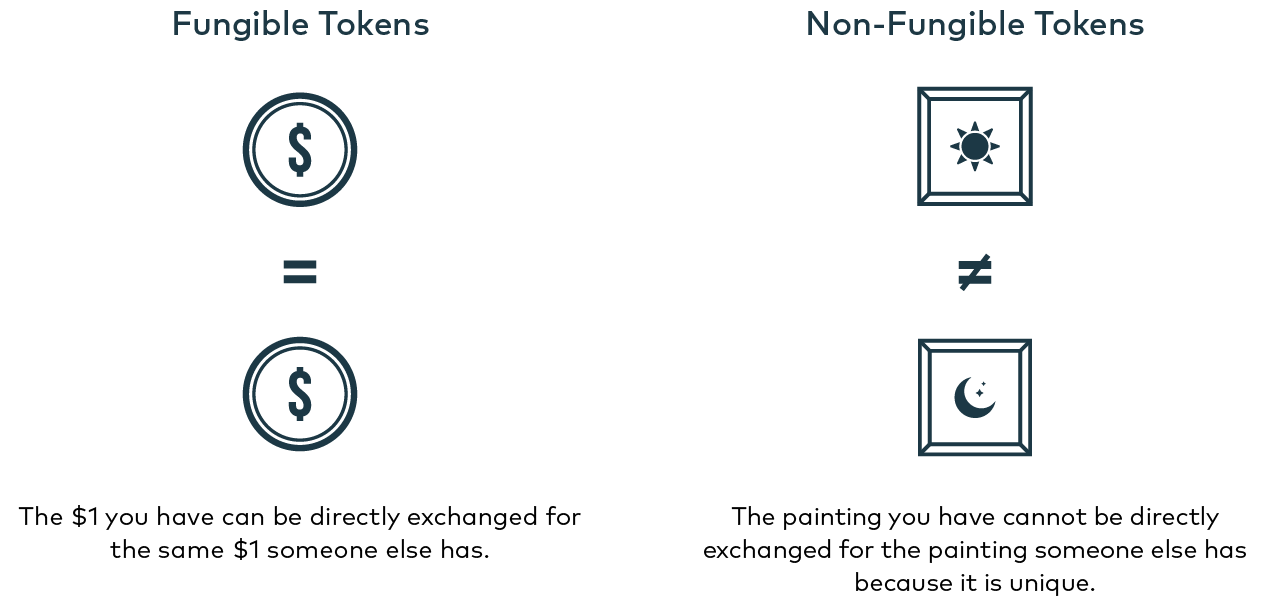 Fungible Tokens
$
=
$
The $1 you have can be directly exchanged for
the same $1 someone else has.
Non-Fungible Tokens
≠
The painting you have cannot be directly
exchanged for the painting someone else has
because it is unique.